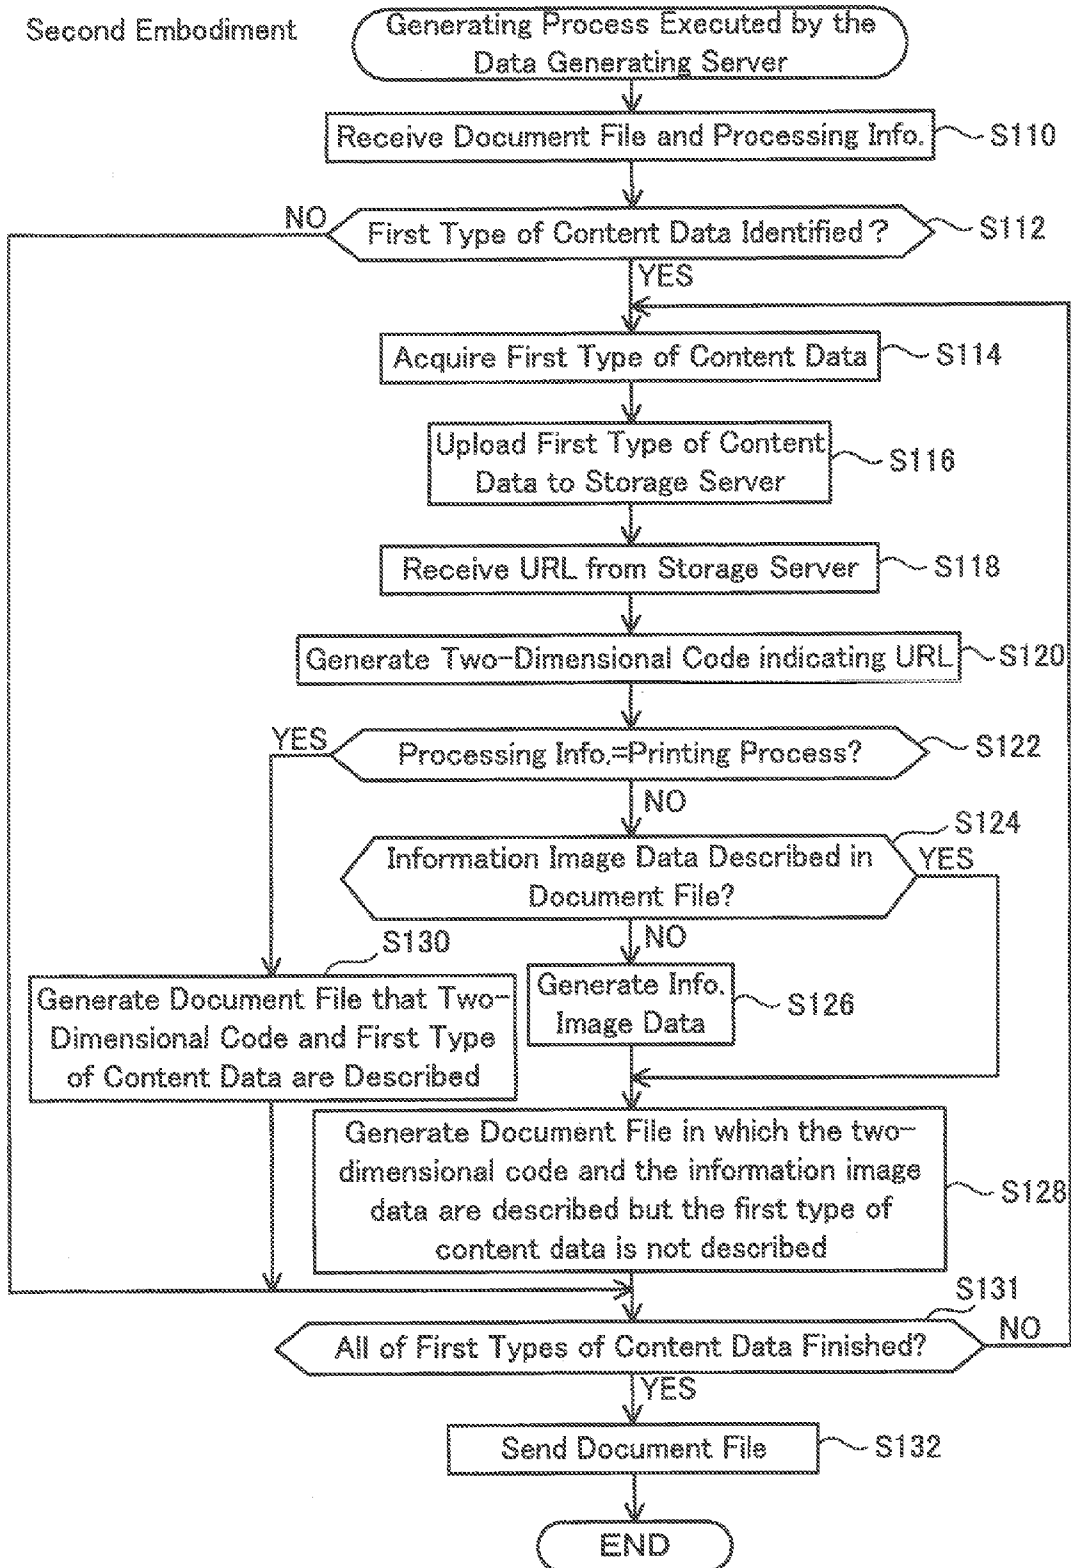 Second Embodiment
Generating Process Executed by the
Data Generating Server
Receive Document File and Processing Info.
S110
NO
First Type of Content Data Identified?
S112
YES
Acquire First Type of Content Data
S114
Upload First Type of Content
Data to Storage Server
S116
Receive URL from Storage Server
S118
Generate Two-Dimensional Code indicating URL
S120
YES
Processing Info.=Printing Process?
S122
NO
S124
Information Image Data Described in
Document File?
YES
NO
S130
Generate Document File that Two-
Dimensional Code and First Type
of Content Data are Described
Generate Info.
Image Data
S126
Generate Document File in which the two-
dimensional code and the information image
data are described but the first type of
content data is not described
S128
S131
All of First Types of Content Data Finished?
NO
YES
Send Document File
S132
END